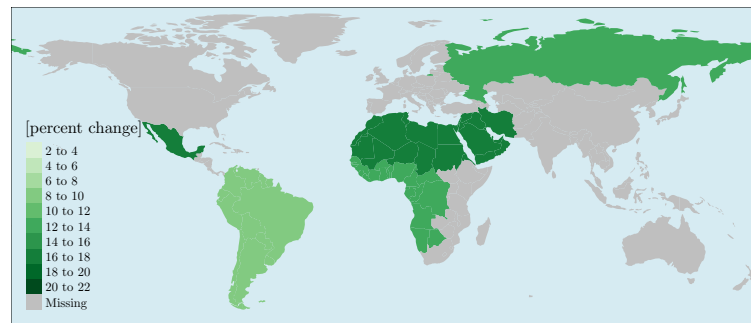 [percent change]
2 to 4
4 to 6
6 to 8
8 to 10
10 to 12
12 to 14
14 to 16
16 to 18
18 to 20
20 to 22
Missing